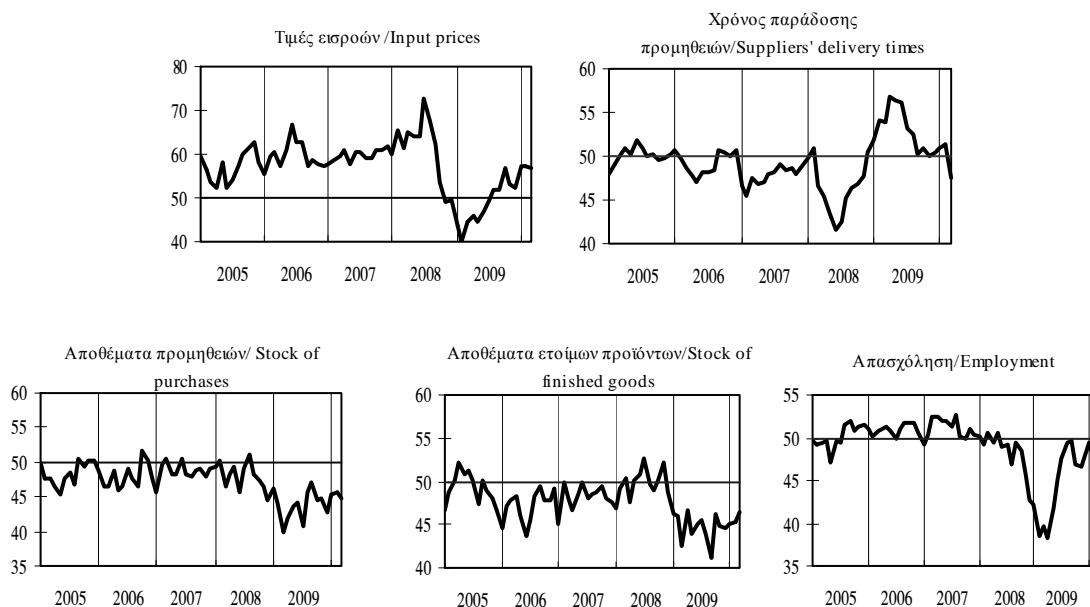 Τιμές εισροών /Input prices
80
70
60
50
40
2005 2006 2007 2008 2009
Χρόνος παράδοσης
προμηθειών/Suppliers' delivery times
60
55
50
45
40
2005 2006 2007 2008 2009
Αποθέματα προμηθειών/ Stock of
purchases
60
55
50
45
40
35
2005 2006 2007 2008 2009
Αποθέματα ετοίμων προϊόντων/Stock of
finished goods
60
55
50
45
40
2005 2006 2007 2008 2009
Απασχόληση/Employment
55
50
45
40
35
2005 2006 2007 2008 2009